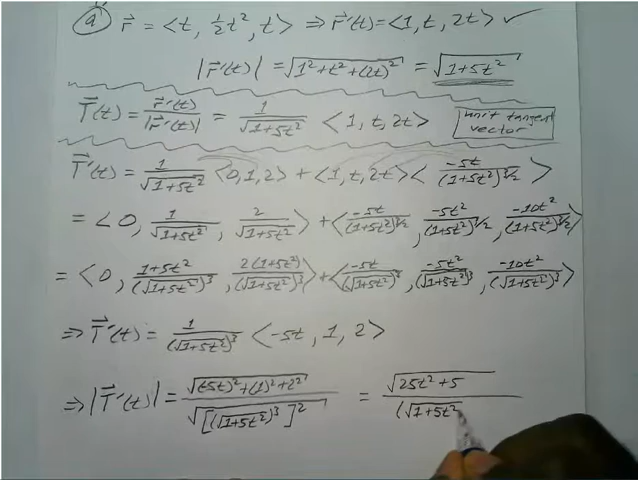 (a) r⃗ = <t, ½t², t> ⇒ r⃗'(t) = <1, t, 2t> ✓
|r⃗'(t)| = √(1²+t²+(2t)²) = √(1+5t²)
T⃗(t) = r⃗'(t)/|r⃗'(t)| = 1/√(1+5t²) <1, t, 2t> unit tangent vector
T⃗'(t) = 1/√(1+5t²) <0,1,2> + <1,t,2t> < -5t/(1+5t²)^(3/2) >
= <0, 1/√(1+5t²), 2/√(1+5t²)> + <-5t/(1+5t²)^(3/2), -5t²/(1+5t²)^(3/2), -10t²/(1+5t²)^(3/2)>
= <0, 1+5t²/(√(1+5t²))³, 2(1+5t²)/(√(1+5t²))³> + <-5t/(√(1+5t²))³, -5t²/(√(1+5t²))³, -10t²/(√(1+5t²))³>
⇒ T⃗'(t) = 1/(√(1+5t²))³ <-5t, 1, 2>
⇒ |T⃗'(t)| = √((-5t)²+(1)²+2²)/√([(√(1+5t²))³]²) = √(25t²+5)/(√(1+5t²)